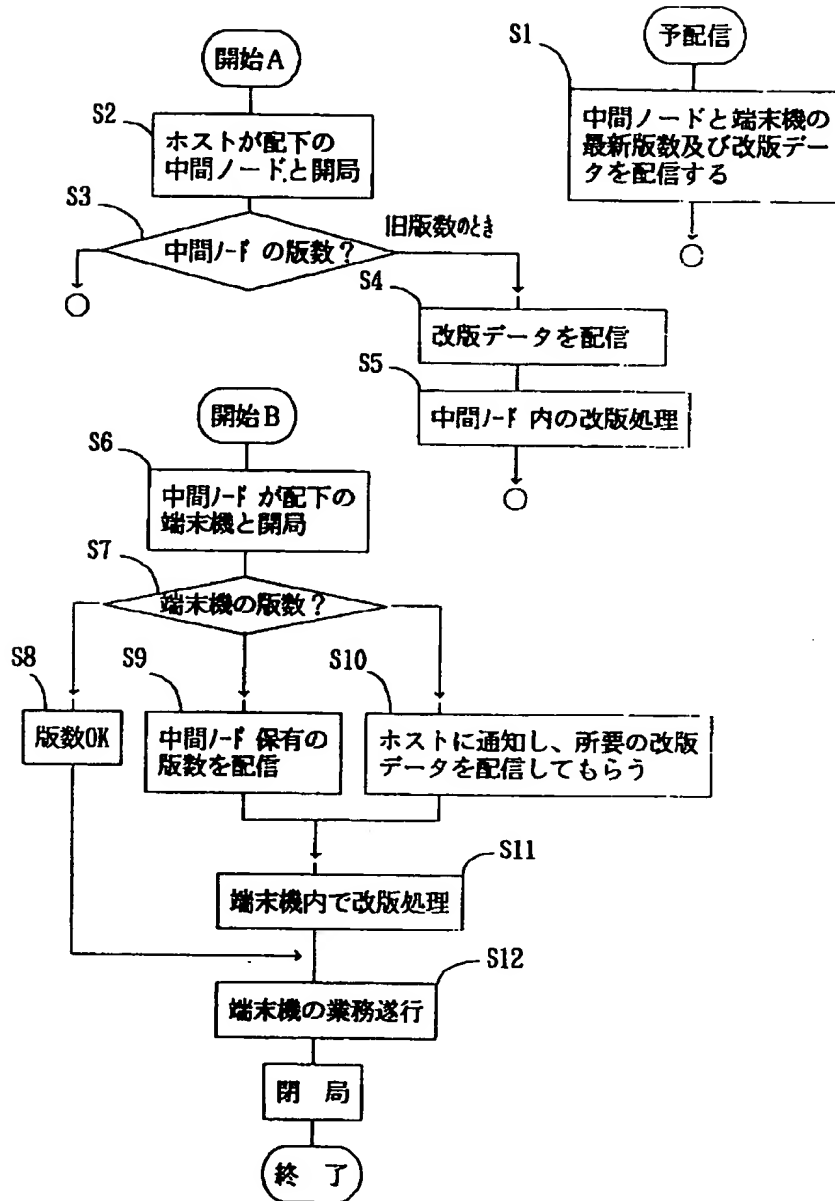 開始A
S2
ホストが配下の
中間ノードと開局
S3
中間ノード の版数?
旧版数のとき
S1
予配信
中間ノードと端末機の
最新版数及び改版デー
タを配信する
S4
改版データを配信
S5
中間ノード 内の改版処理
開始B
S6
中間ノード が配下の
端末機と開局
S7
端末機の版数?
S8
版数OK
S9
中間ノード 保有の
版数を配信
S10
ホストに通知し、所要の改版
データを配信してもらう
S11
端末機内で改版処理
S12
端末機の業務遂行
閉 局
終 了